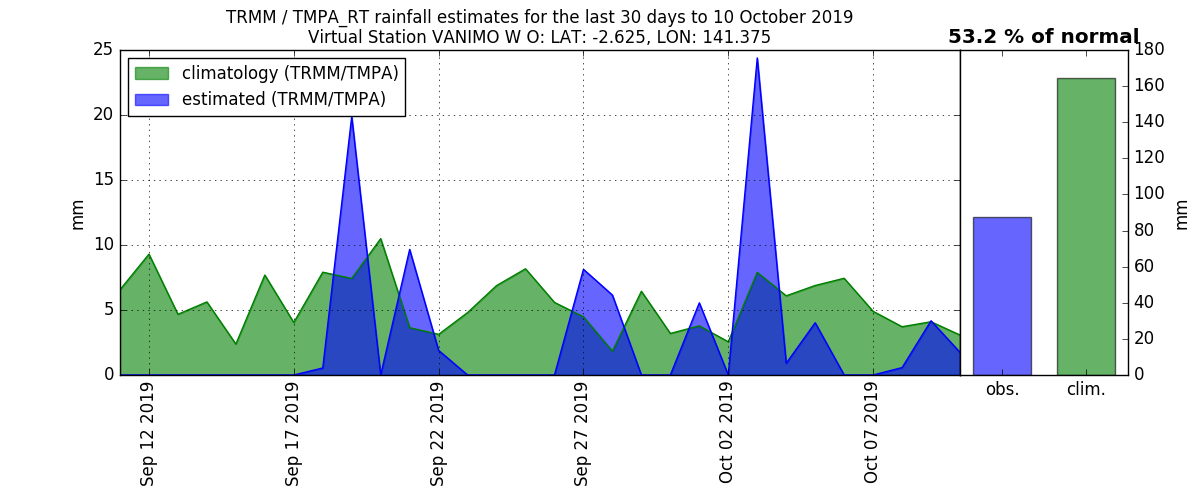 TRMM / TMPA_RT rainfall estimates for the last 30 days to 10 October 2019
Virtual Station VANIMO W O: LAT: -2.625, LON: 141.375
53.2 % of normal
climatology (TRMM/TMPA)
estimated (TRMM/TMPA)
25
20
15
10
5
0
mm
Sep 12 2019
Sep 17 2019
Sep 22 2019
Sep 27 2019
Oct 02 2019
Oct 07 2019
obs.
clim.
180
160
140
120
100
80
60
40
20
0
mm